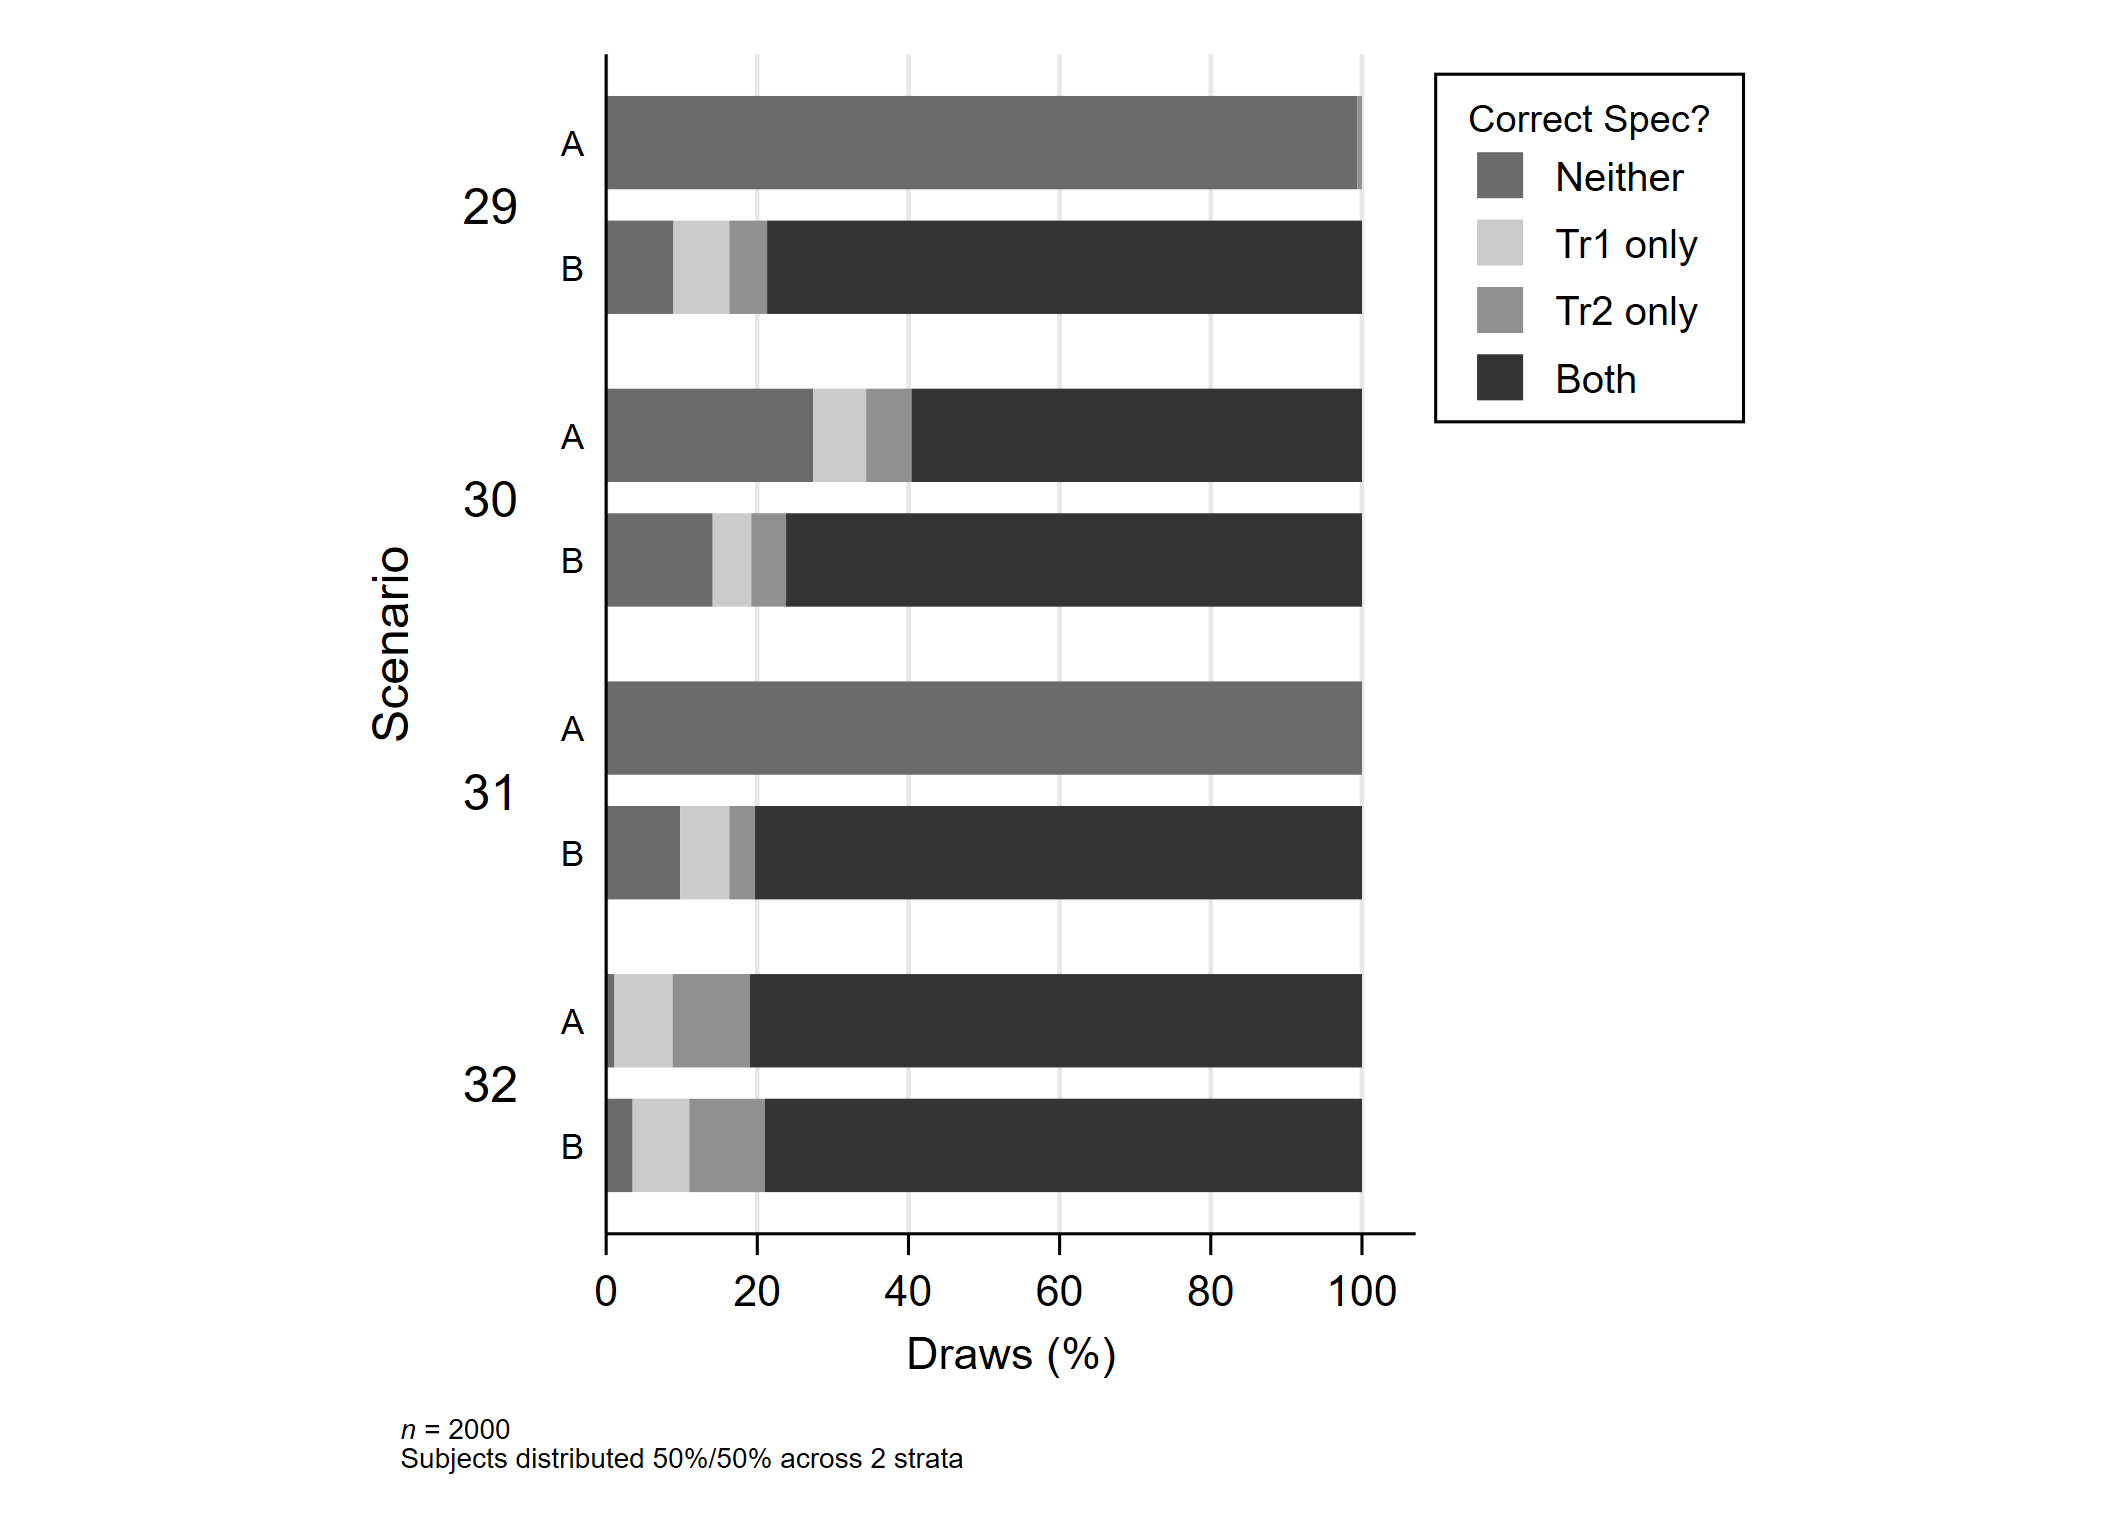 Correct Spec?
Neither
Tr1 only
Tr2 only
Both
Scenario
29
A
B
30
A
B
31
A
B
32
A
B
0 20 40 60 80 100
Draws (%)
n = 2000
Subjects distributed 50%/50% across 2 strata